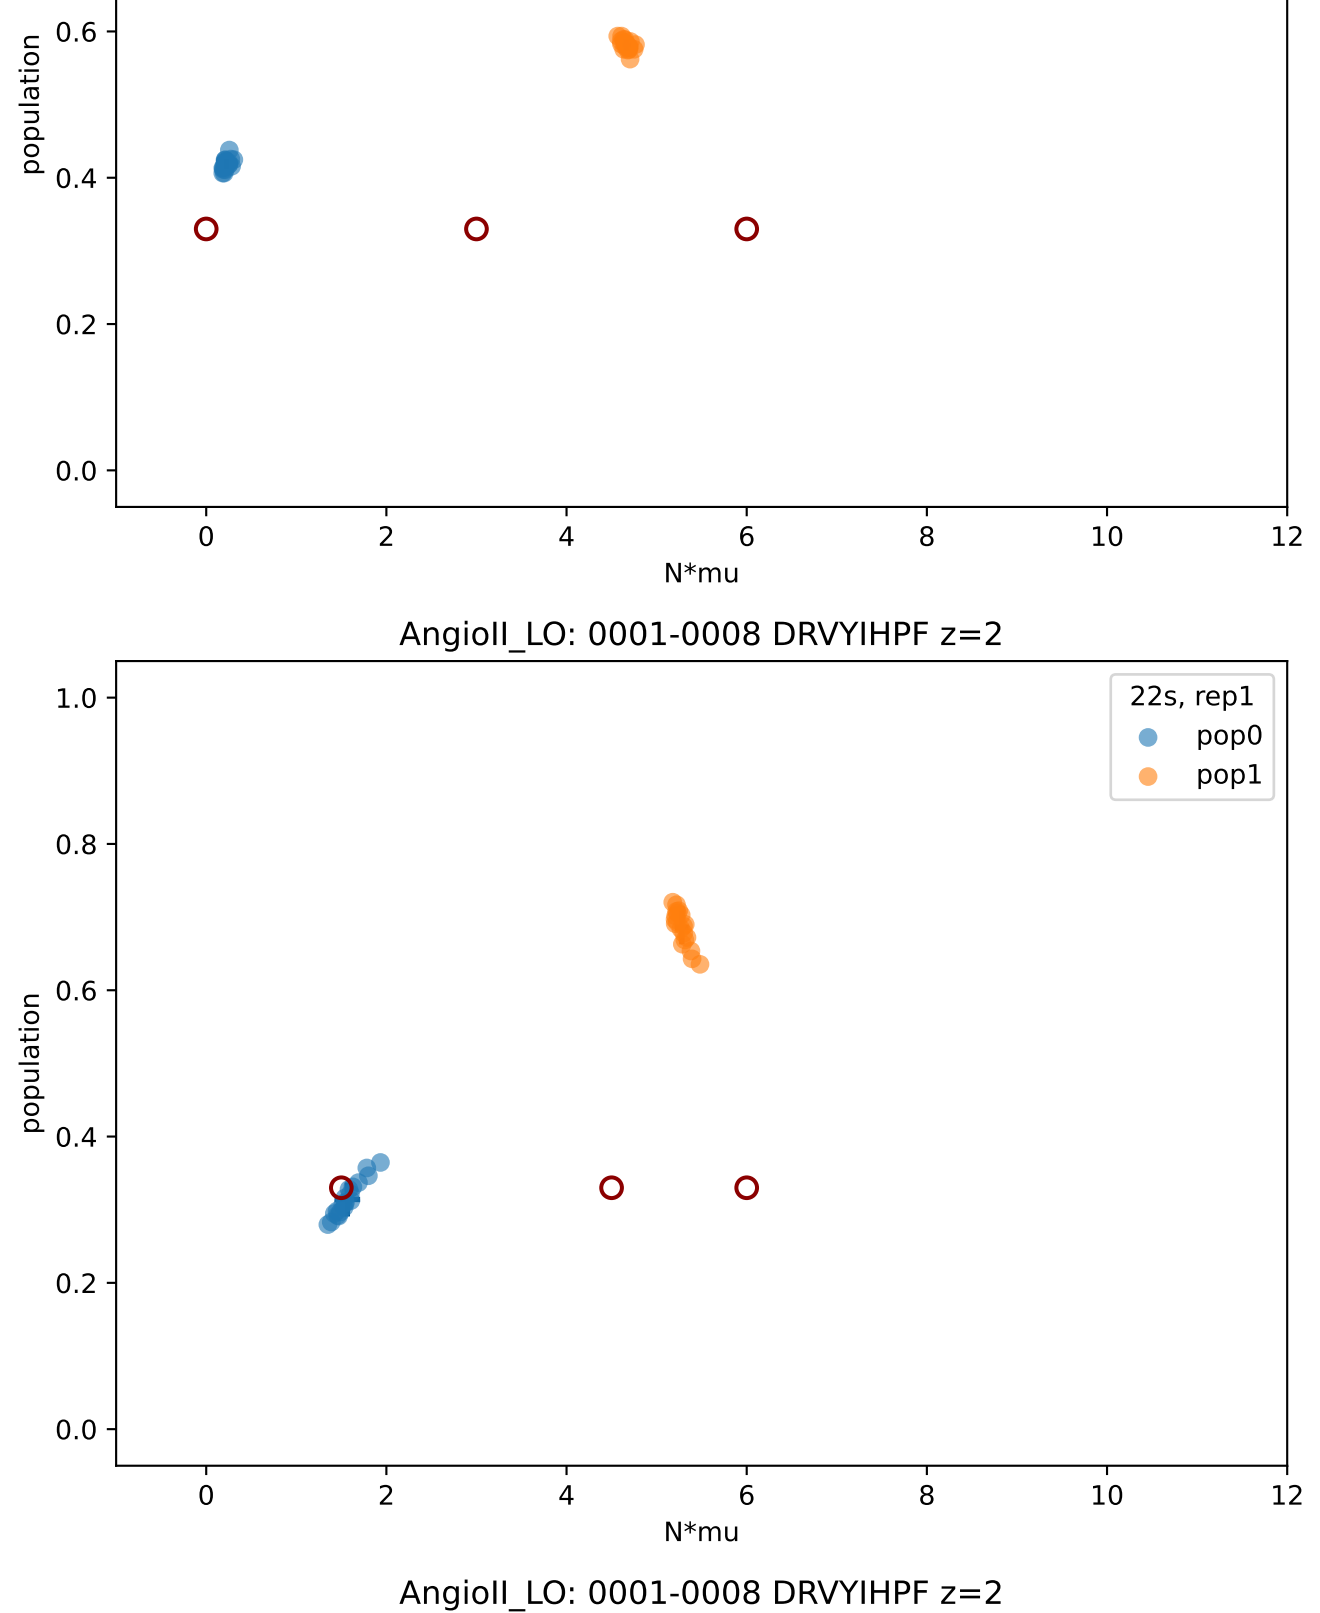 0.6
0.4
0.2
0.0
population
0 2 4 6 8 10 12
N*mu
AngioII_LO: 0001-0008 DRVYIHPF z=2
22s, rep1
pop0
pop1
1.0
0.8
0.6
0.4
0.2
0.0
population
0 2 4 6 8 10 12
N*mu
AngioII_LO: 0001-0008 DRVYIHPF z=2